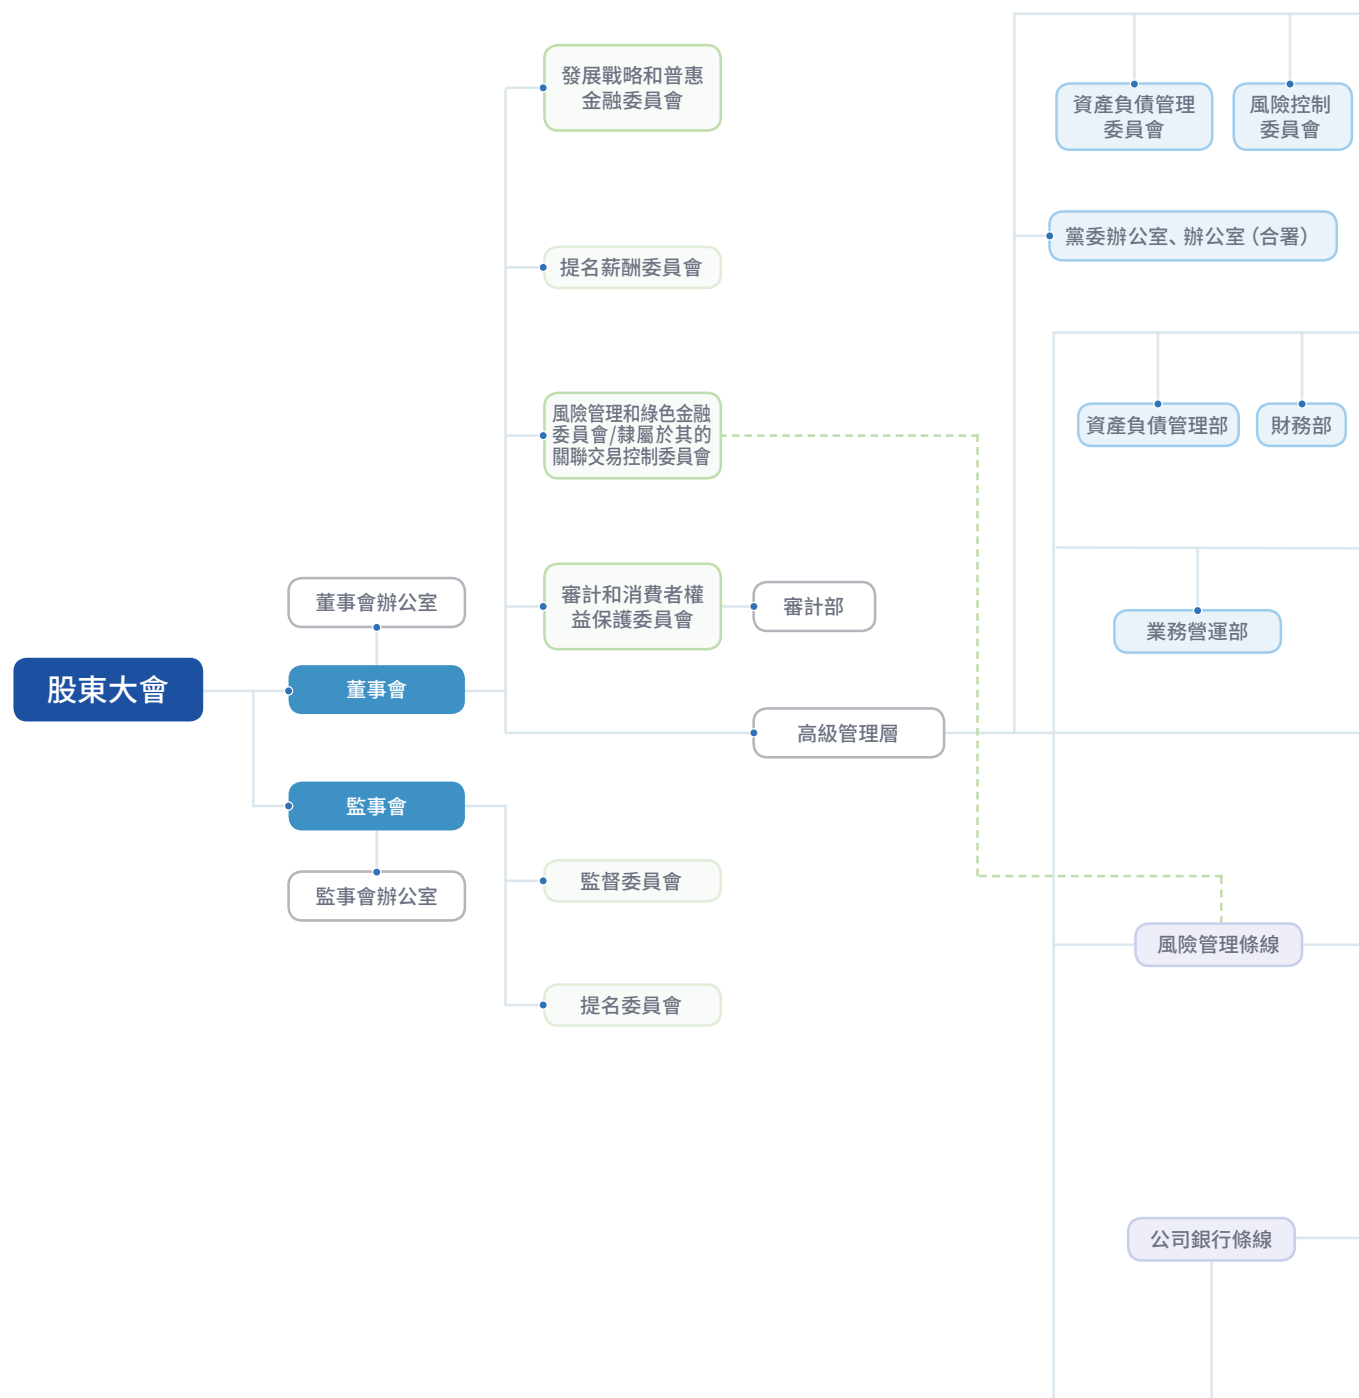 發展戰略和普惠
金融委員會
提名薪酬委員會
風險管理和綠色金融
委員會/隸屬於其的
關聯交易控制委員會
審計和消費者權
益保護委員會
審計部
董事會辦公室
股東大會
董事會
高級管理層
監事會
監事會辦公室
監督委員會
提名委員會
資產負債管理
委員會
風險控制
委員會
黨委辦公室、辦公室(合署)
資產負債管理部
財務部
業務營運部
風險管理條線
公司銀行條線